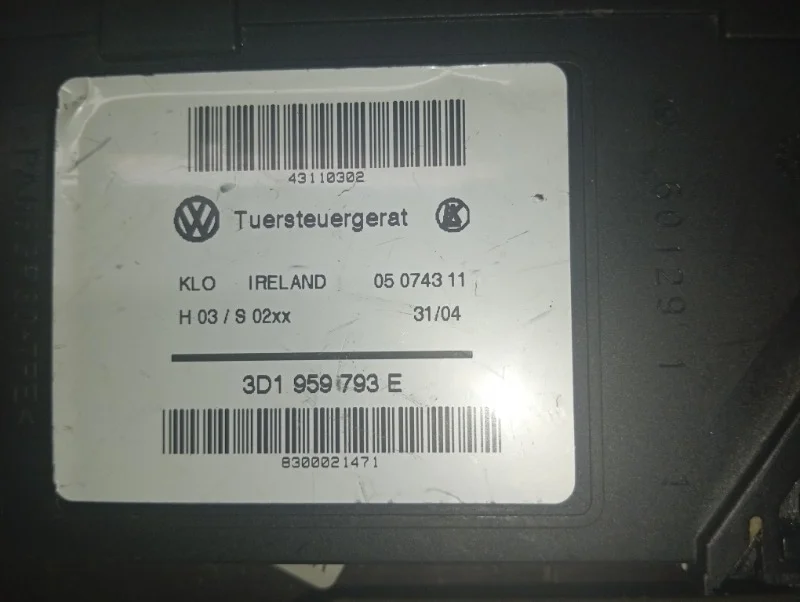 43110302
Tuersteuergerat
KLO IRELAND 05 0743 11
H 03 / S 02xx 31/04
3D1 959 793 E
8300021471